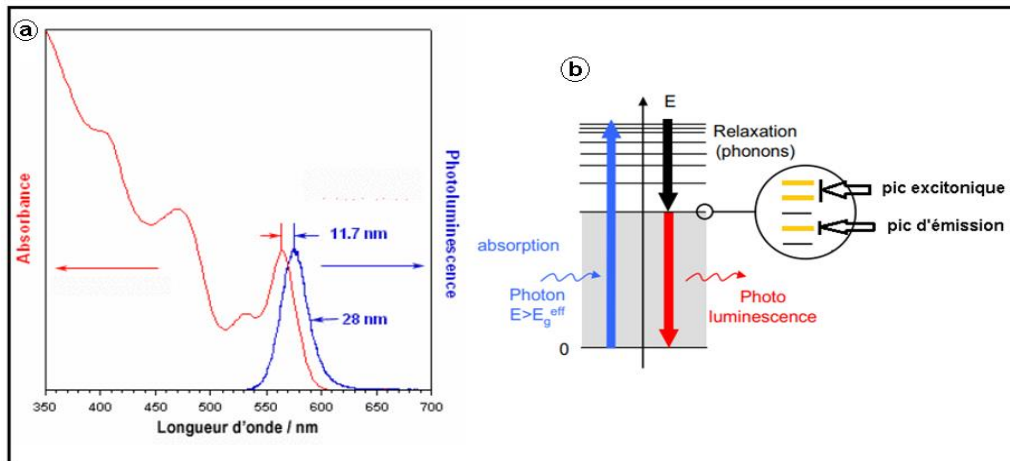 a
Absorbance
11.7 nm
28 nm
Photoluminescence
350 400 450 500 550 600 650 700
Longueur d'onde / nm
b
E
Relaxation
(phonons)
absorption
Photon
E>E_g^eff
Photo
luminescence
0
pic excitonique
pic d'émission